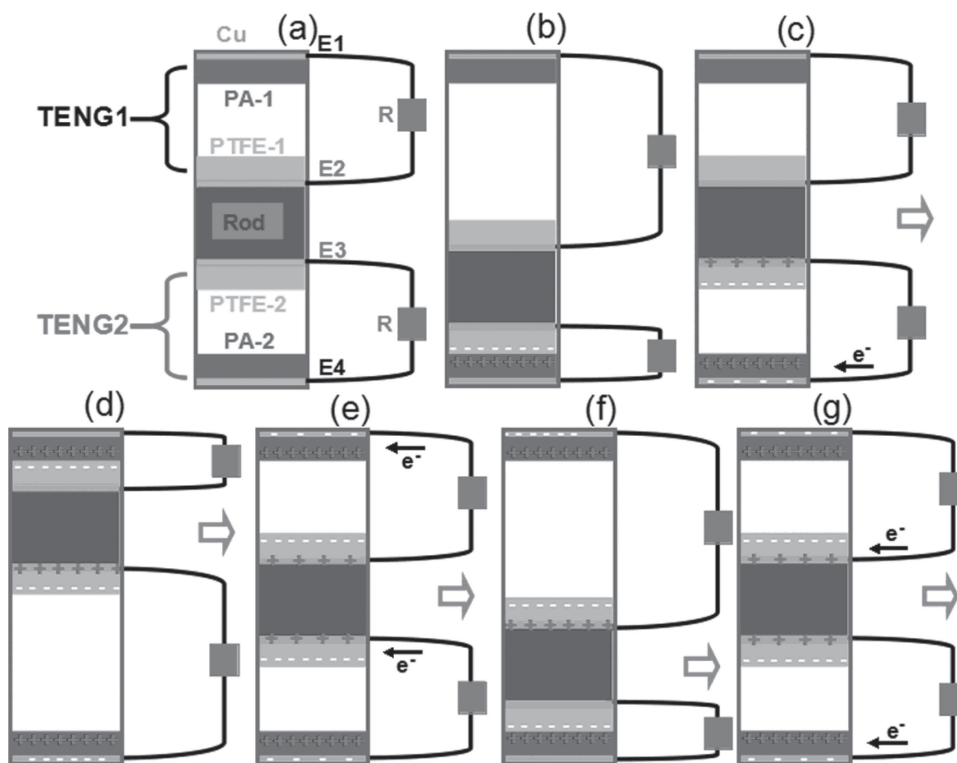 (a)
Cu
E1
TENG1
PA-1
R
PTFE-1
E2
Rod
E3
TENG2
PTFE-2
R
PA-2
E4
(b)
(c)
e-
(d)
(e)
e-
e-
(f)
(g)
e-
e-